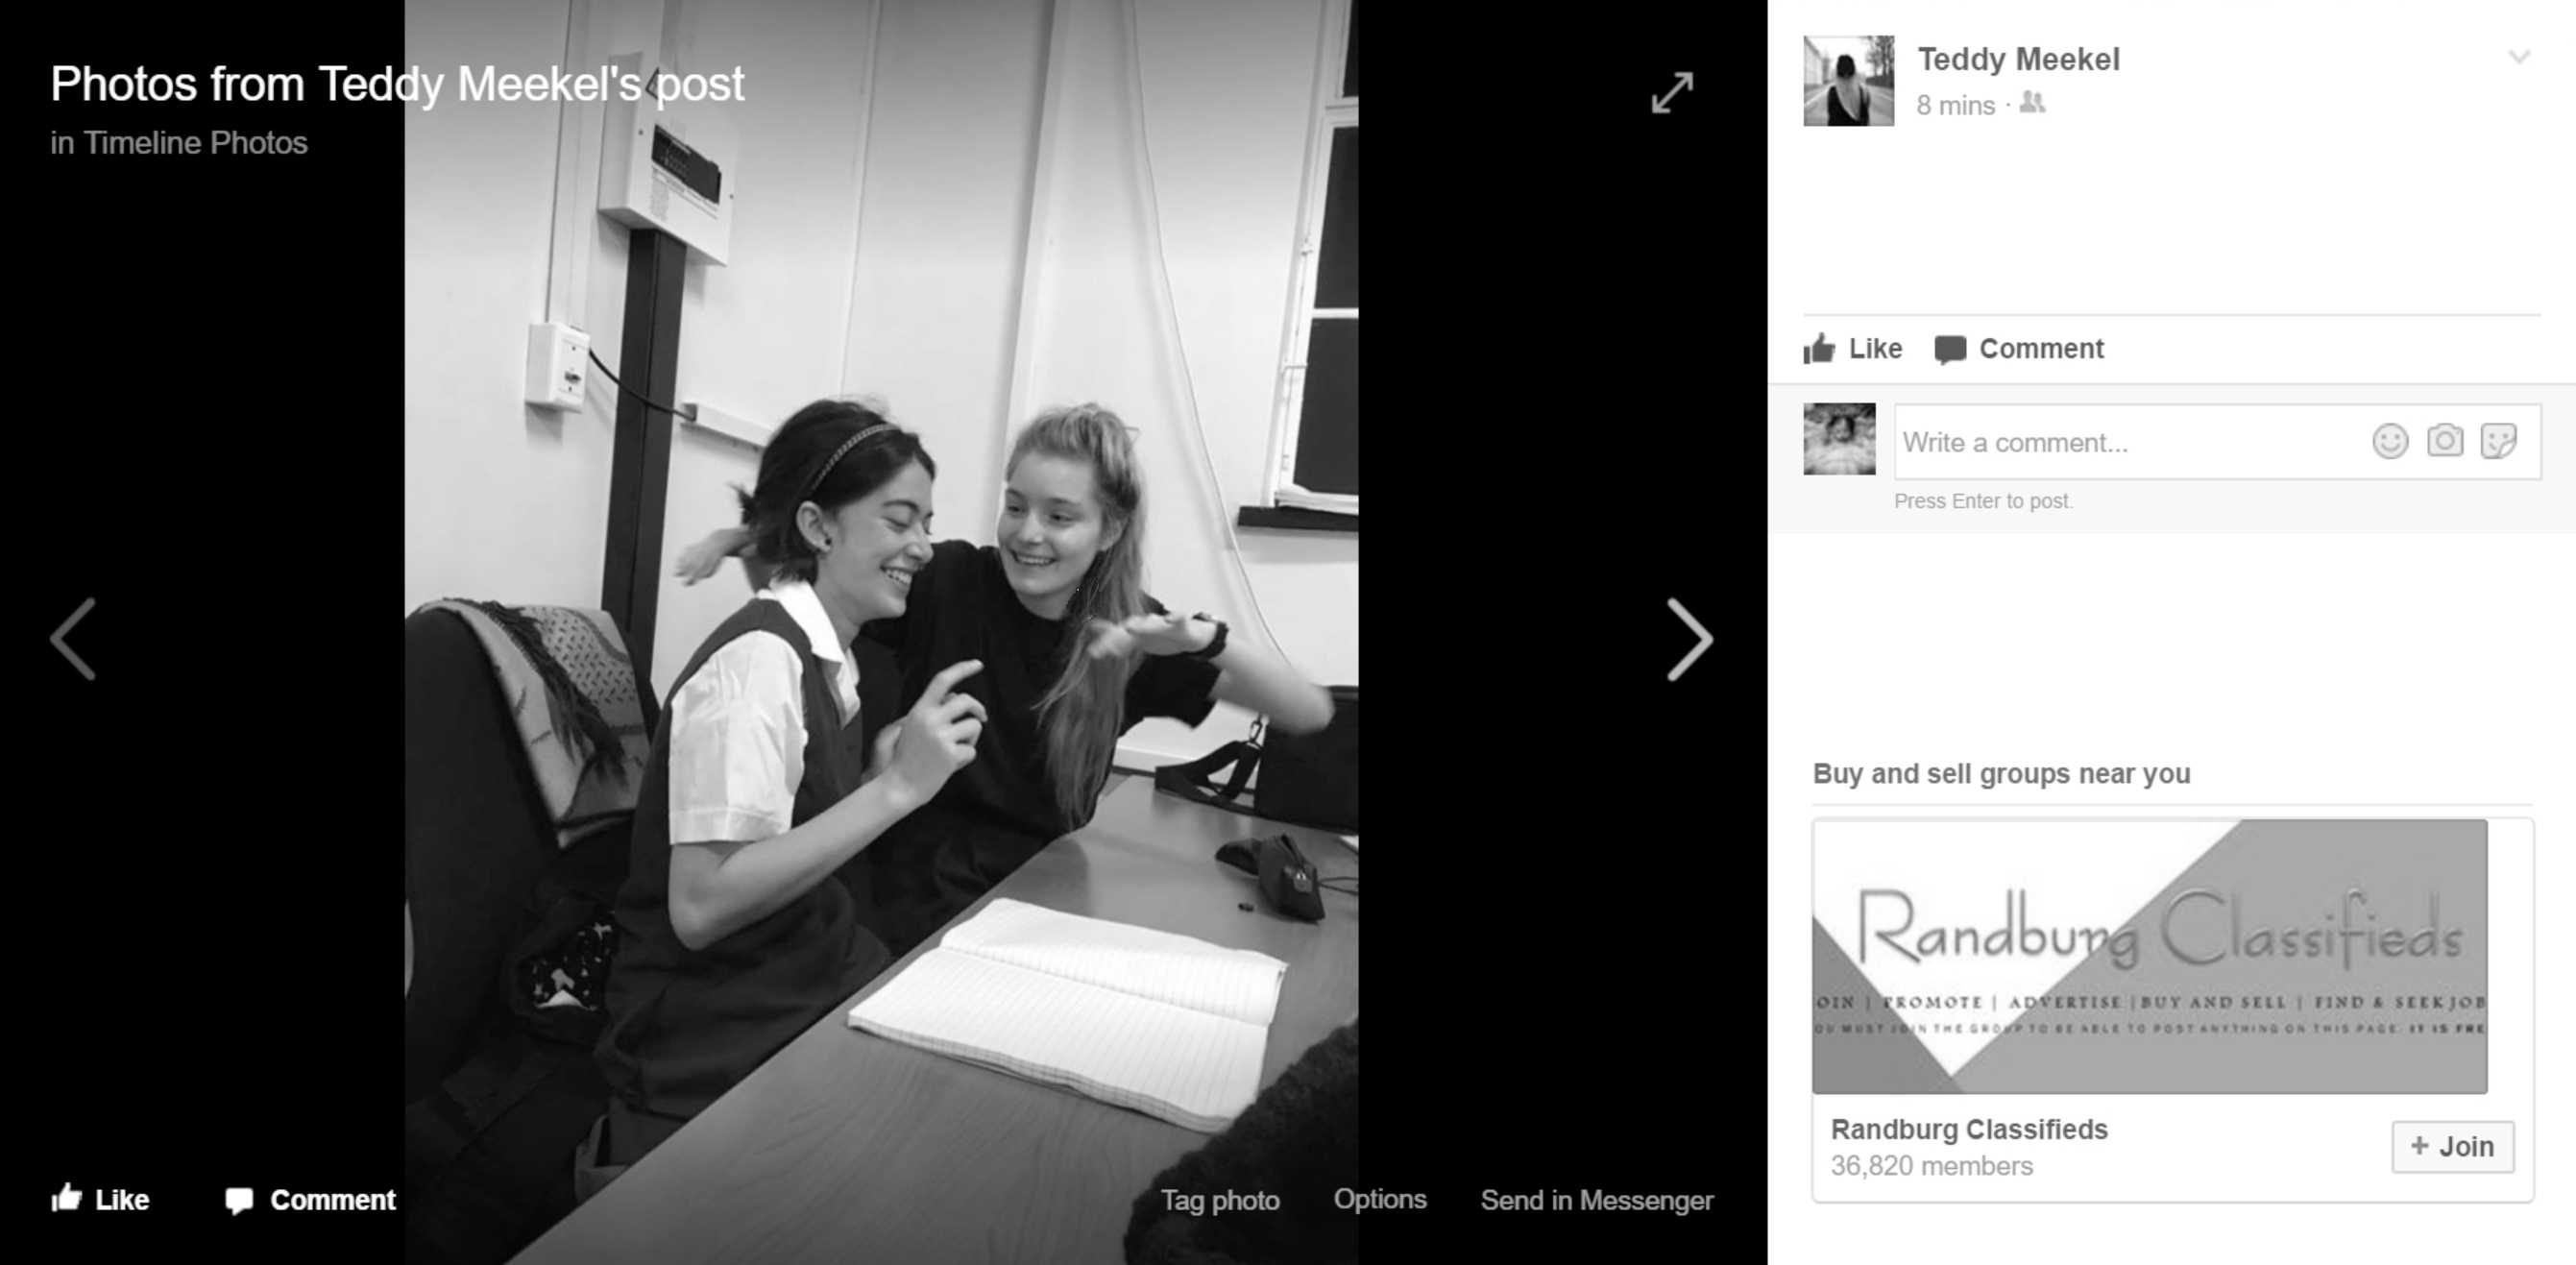 Photos from Teddy Meekel's post
in Timeline Photos
Like
Comment
Tag photo
Options
Send in Messenger
Teddy Meekel
8 mins ·
Like
Comment
Write a comment...
Press Enter to post.
Buy and sell groups near you
Randburg Classifieds
OIN | PROMOTE | ADVERTISE | BUY AND SELL | FIND & SEEK JOB
OU MUST JOIN THE GROUP TO BE ABLE TO POST ANYTHING ON THIS PAGE. IT IS FRE
Randburg Classifieds
36,820 members
+ Join